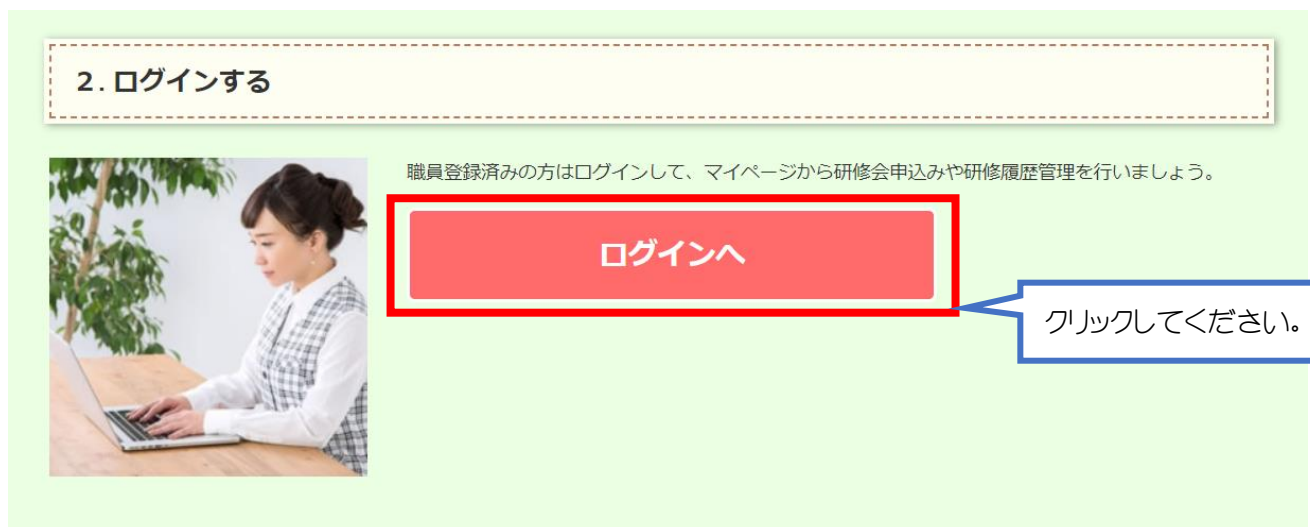 2. ログインする
職員登録済みの方はログインして、マイページから研修会申込みや研修履歴管理を行いましょう。
ログインへ
クリックしてください。